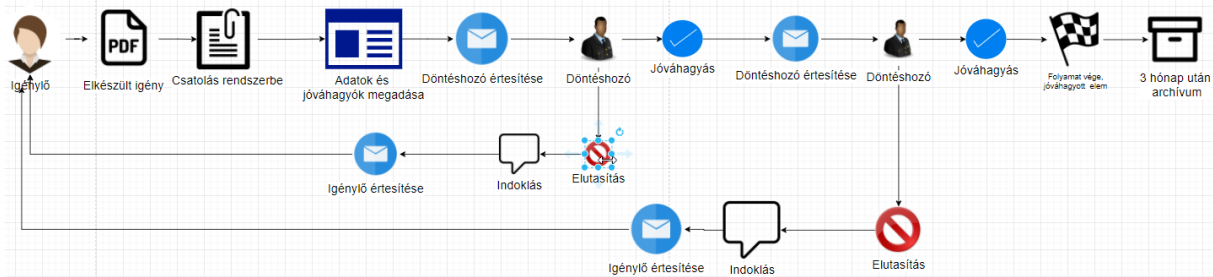 PDF
Igénylő
Elkészült igény
Csatolás rendszerbe
Adatok és
jóváhagyók megadása
Döntéshozó értesítése
Döntéshozó
Jóváhagyás
Döntéshozó értesítése
Döntéshozó
Jóváhagyás
Folyamat vége,
jóváhagyott elem
3 hónap után
archívum
Igénylő értesítése
Indoklás
Elutasítás
Igénylő értesítése
Indoklás
Elutasítás